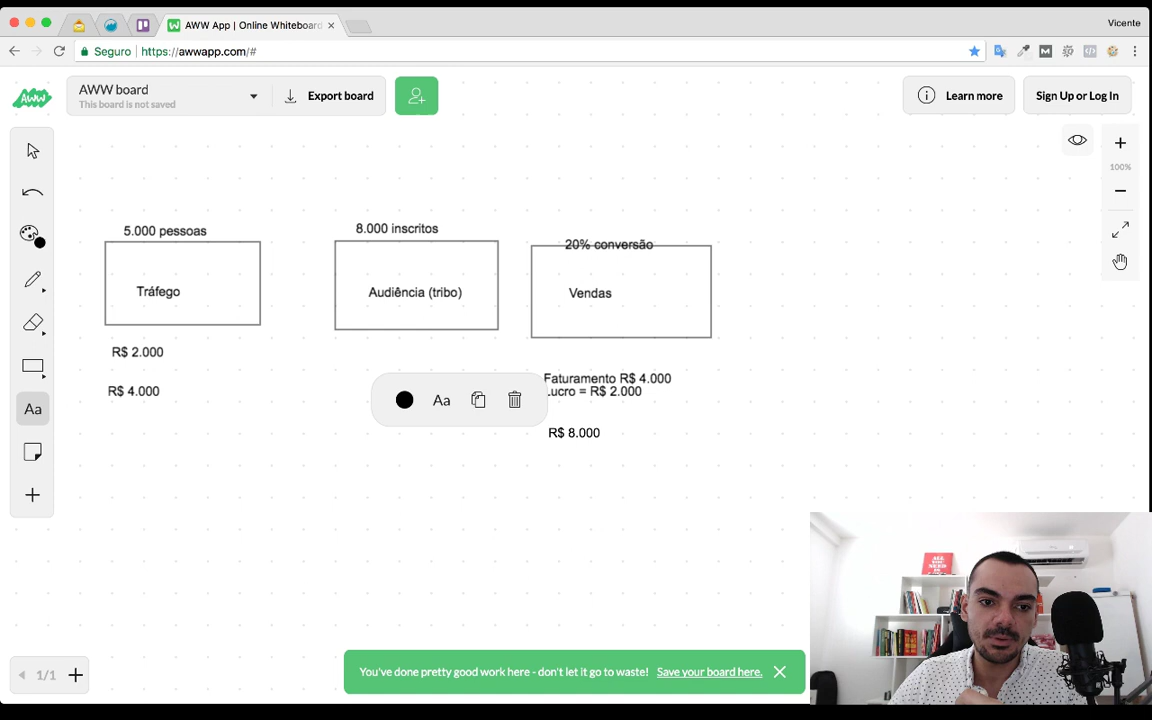 AWW App | Online Whiteboard
Vicente
Seguro
https://awwapp.com/#
AWW
AWW board
This board is not saved
Export board
Learn more
Sign Up or Log In
100%
5.000 pessoas
8.000 inscritos
20% conversão
Tráfego
Audiência (tribo)
Vendas
R$ 2.000
R$ 4.000
Faturamento R$ 4.000
Lucro = R$ 2.000
R$ 8.000
Aa
Aa
1/1
You've done pretty good work here - don't let it go to waste! Save your board here.